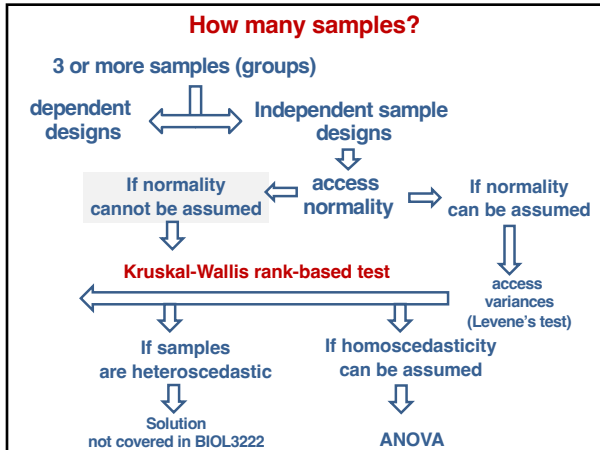 How many samples?
3 or more samples (groups)
dependent
designs
Independent sample
designs
If normality
cannot be assumed
access
normality
If normality
can be assumed
Kruskal-Wallis rank-based test
access
variances
(Levene's test)
If samples
are heteroscedastic
If homoscedasticity
can be assumed
Solution
not covered in BIOL3222
ANOVA